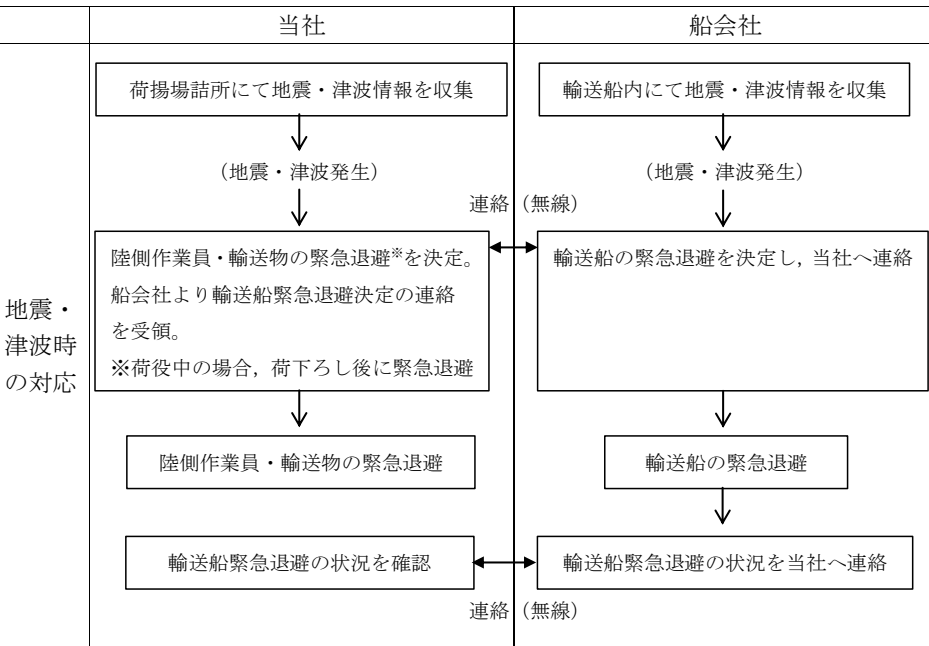 当社
船会社
地震・
津波時
の対応
荷揚場詰所にて地震・津波情報を収集
輸送船内にて地震・津波情報を収集
(地震・津波発生)
(地震・津波発生)
連絡(無線)
陸側作業員・輸送物の緊急退避※を決定。
船会社より輸送船緊急退避決定の連絡
を受領。
※荷役中の場合,荷下ろし後に緊急退避
輸送船の緊急退避を決定し,当社へ連絡
陸側作業員・輸送物の緊急退避
輸送船の緊急退避
輸送船緊急退避の状況を確認
輸送船緊急退避の状況を当社へ連絡
連絡(無線)